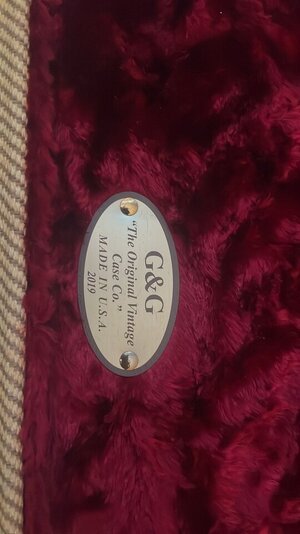 G&G
"The Original Vintage
Case Co."
MADE IN U.S.A.
2019